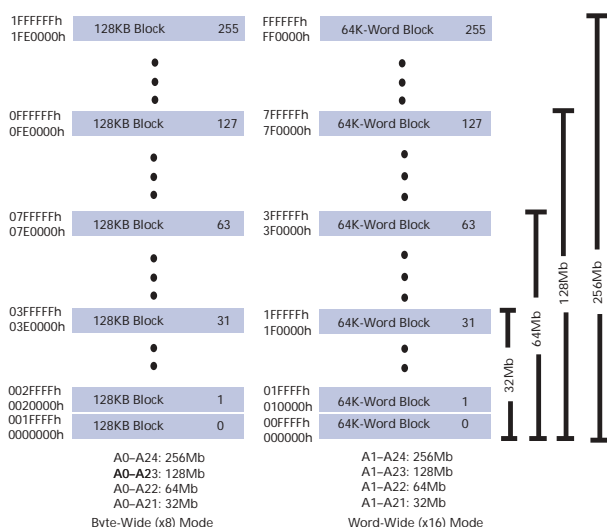 1FFFFFFh
1FE0000h
128KB Block 255
0FFFFFFh
0FE0000h
128KB Block 127
07FFFFFh
07E0000h
128KB Block 63
03FFFFFh
03E0000h
128KB Block 31
002FFFFh
0020000h
128KB Block 1
001FFFFh
0000000h
128KB Block 0
A0–A24: 256Mb
A0–A23: 128Mb
A0–A22: 64Mb
A0–A21: 32Mb
Byte-Wide (x8) Mode
FFFFFFh
FF0000h
64K-Word Block 255
7FFFFFh
7F0000h
64K-Word Block 127
3FFFFFh
3F0000h
64K-Word Block 63
1FFFFFh
1F0000h
64K-Word Block 31
01FFFFh
010000h
64K-Word Block 1
00FFFFh
000000h
64K-Word Block 0
A1–A24: 256Mb
A1–A23: 128Mb
A1–A22: 64Mb
A1–A21: 32Mb
Word-Wide (x16) Mode
32Mb
64Mb
128Mb
256Mb